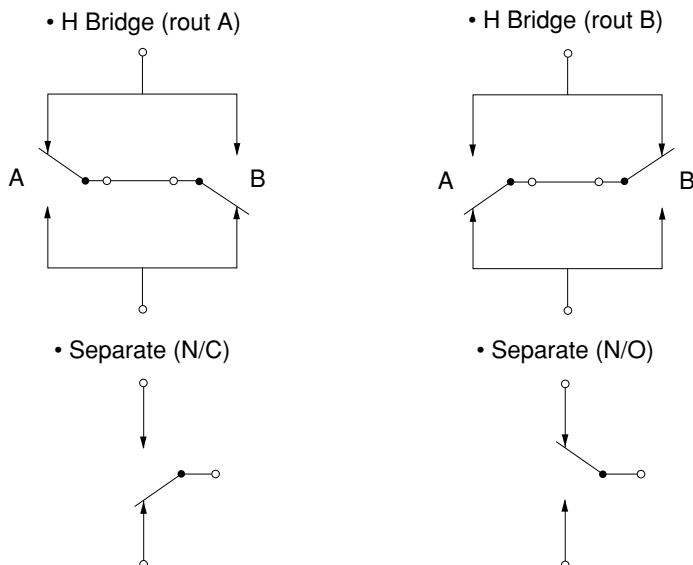 • H Bridge (rout A)
• H Bridge (rout B)
A
B
A
B
• Separate (N/C)
• Separate (N/O)